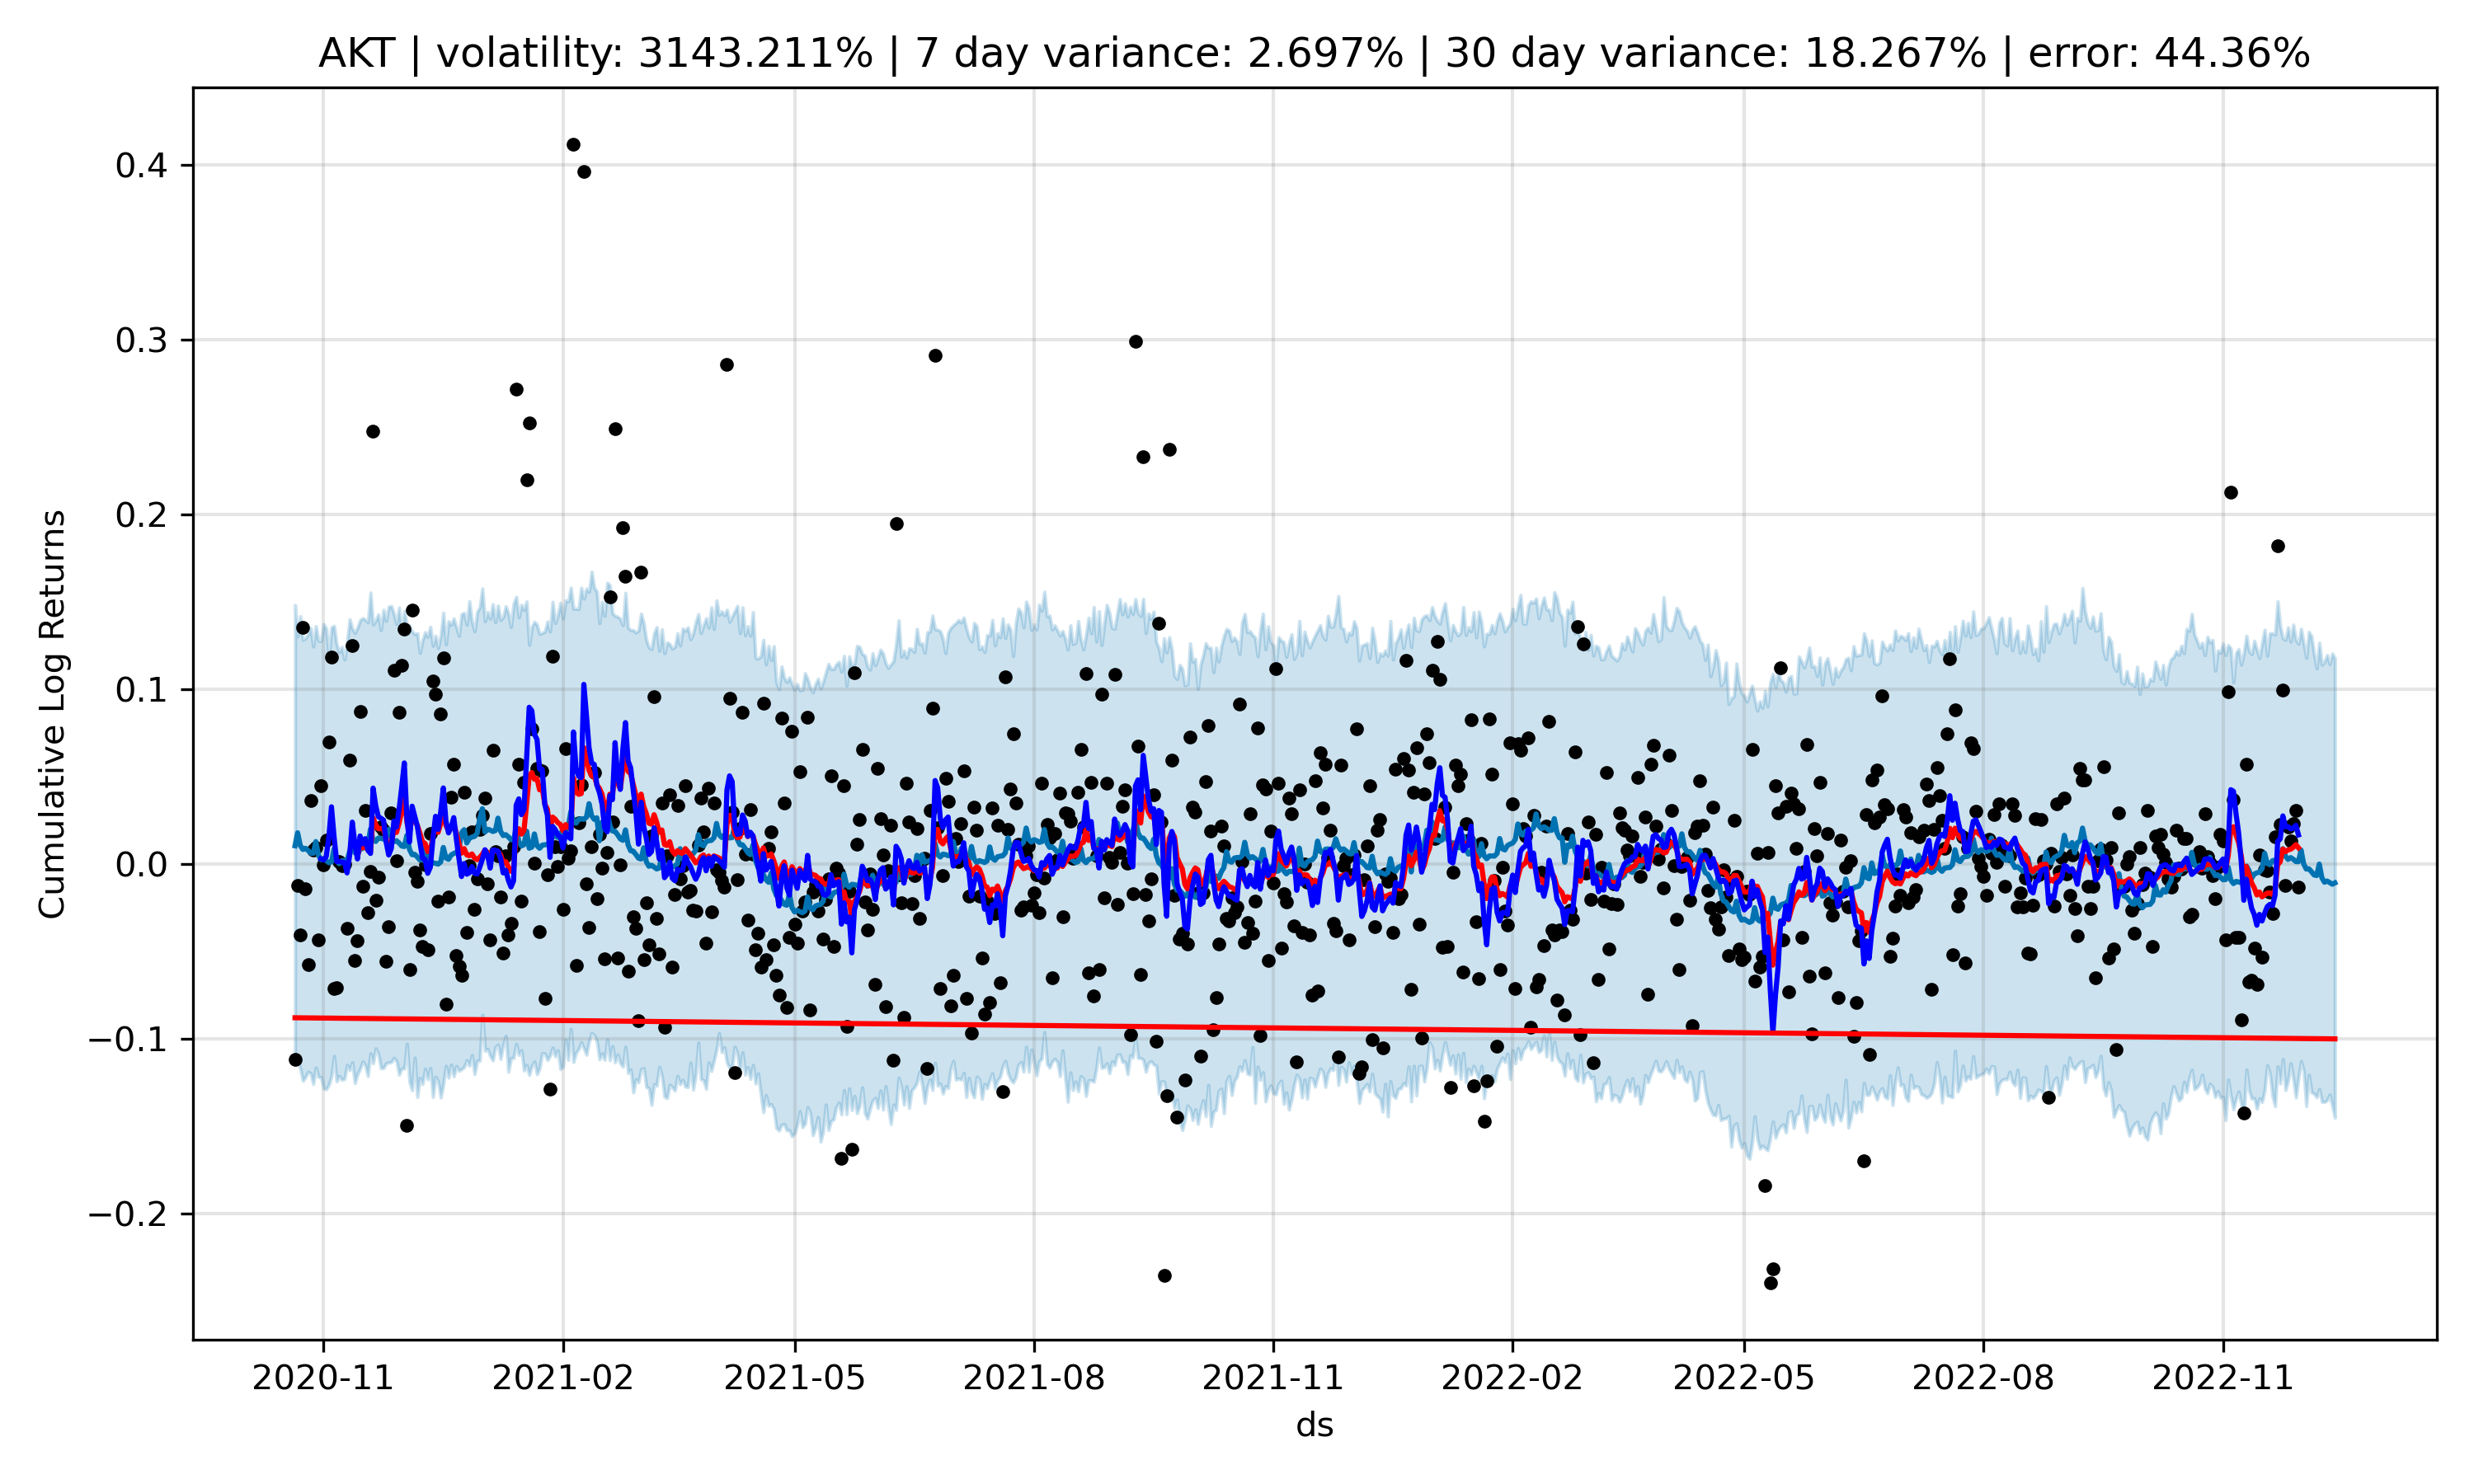 AKT | volatility: 3143.211% | 7 day variance: 2.697% | 30 day variance: 18.267% | error: 44.36%
Cumulative Log Returns
0.4
0.3
0.2
0.1
0.0
−0.1
−0.2
2020-11 2021-02 2021-05 2021-08 2021-11 2022-02 2022-05 2022-08 2022-11
ds